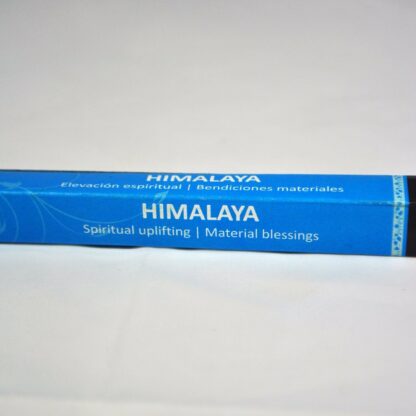 HIMALAYA
Elevación espiritual | Bendiciones materiales
HIMALAYA
Spiritual uplifting | Material blessings